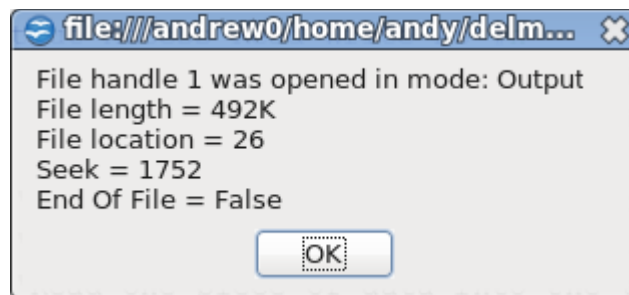 file:///andrew0/home/andy/delm...
File handle 1 was opened in mode: Output
File length = 492K
File location = 26
Seek = 1752
End Of File = False
OK